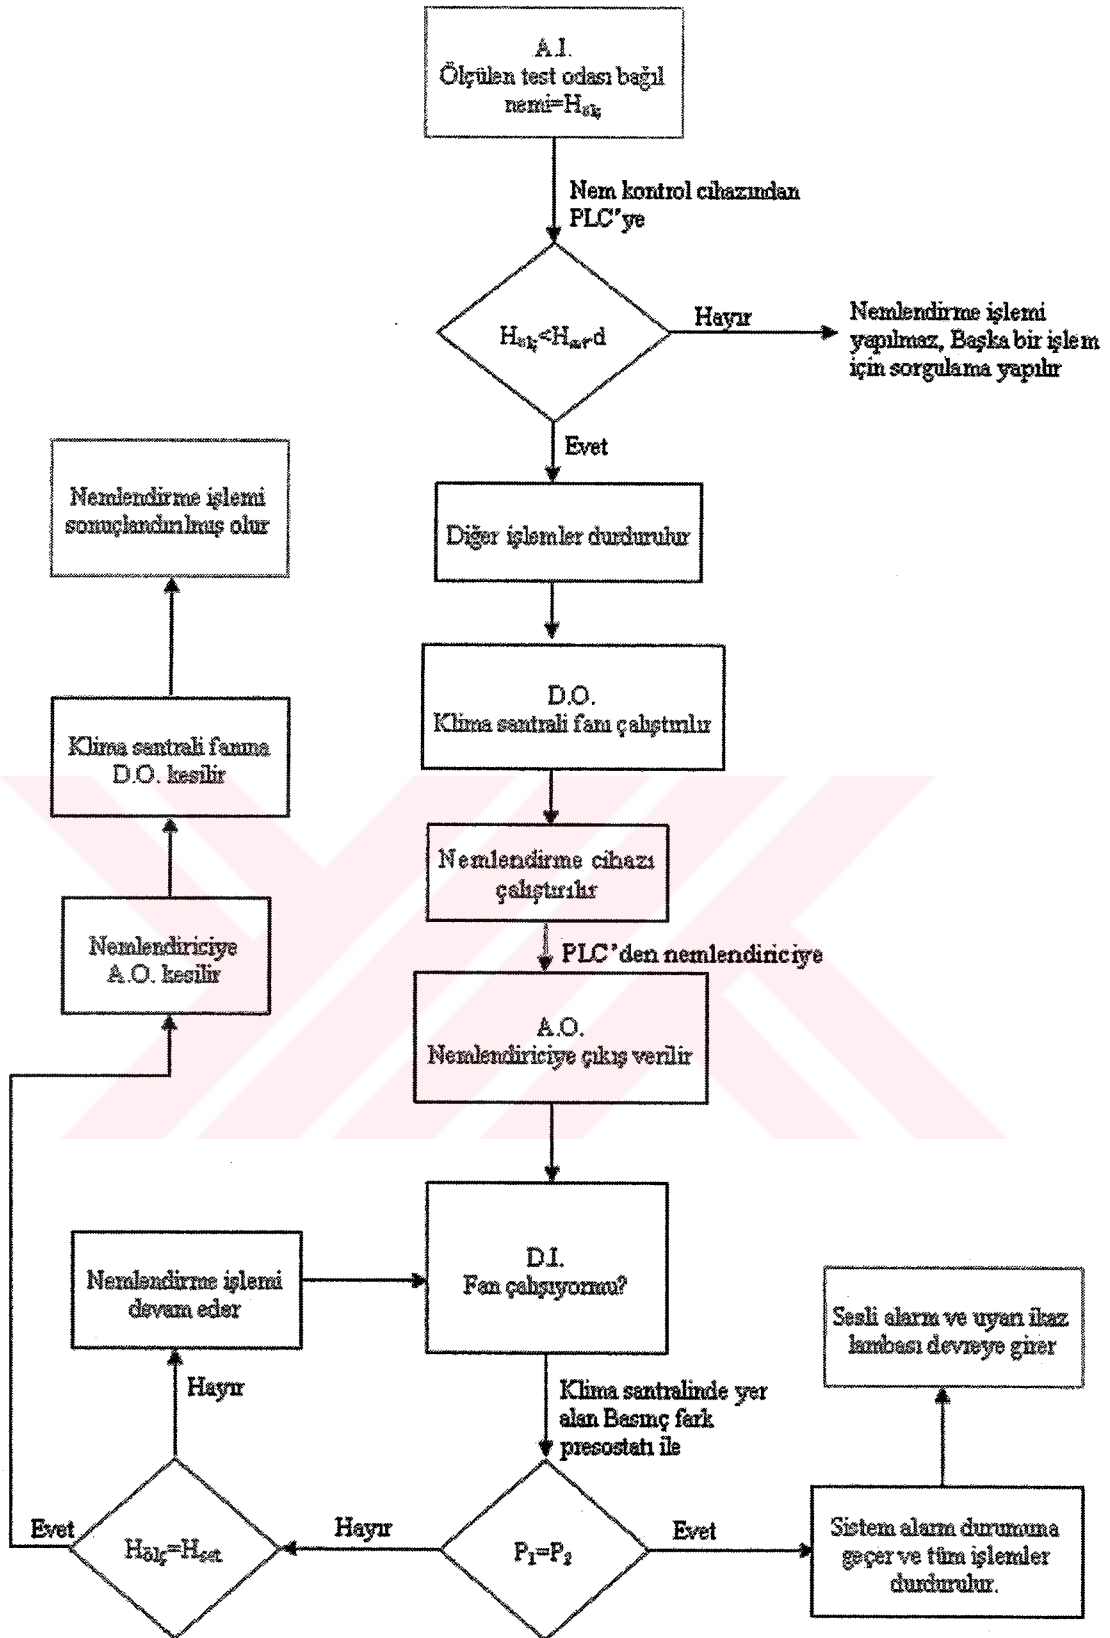 A.I.
Ölçülen test odası bağıl
nemi=Hölç
Nem kontrol cihazından
PLC'ye
Hölç<Hset-d
Hayır
Nemlendirme işlemi
yapılmaz, Başka bir işlem
için sorgulama yapılır
Evet
Diğer işlemler durdurulur
D.O.
Klima santrali fanı çalıştırılır
Nemlendirme cihazı
çalıştırılır
PLC'den nemlendiriciye
A.O.
Nemlendiriciye çıkış verilir
D.I.
Fan çalışıyormu?
Klima santralinde yer
alan Basınç fark
presostatı ile
P1=P2
Evet
Sistem alarm durumuna
geçer ve tüm işlemler
durdurulur.
Sesli alarm ve uyarı ikaz
lambası devreye girer
Hayır
Hölç=Hset
Hayır
Nemlendirme işlemi
devam eder
Evet
Nemlendiriciye
A.O. kesilir
Klima santrali fanına
D.O. kesilir
Nemlendirme işlemi
sonuçlandırılmış olur